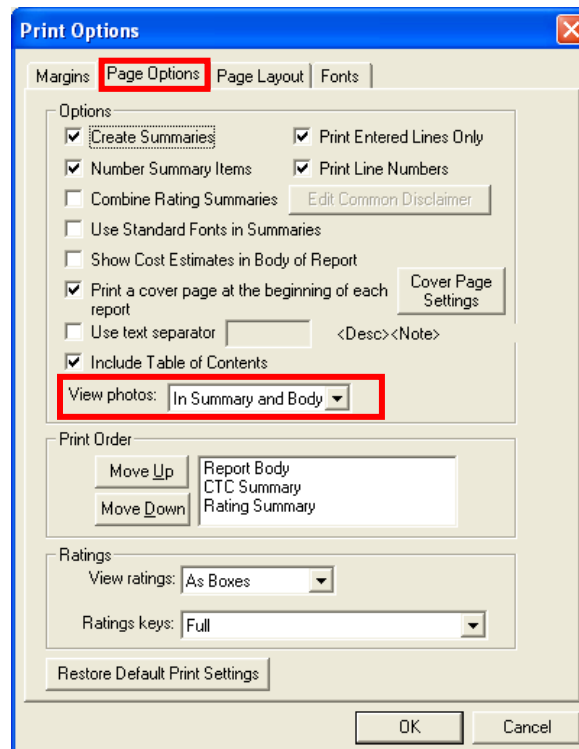 Print Options
Margins Page Options Page Layout Fonts
Options
Create Summaries Print Entered Lines Only
Number Summary Items Print Line Numbers
Combine Rating Summaries Edit Common Disclaimer
Use Standard Fonts in Summaries
Show Cost Estimates in Body of Report
Print a cover page at the beginning of each
report
Cover Page
Settings
Use text separator <Desc><Note>
Include Table of Contents
View photos: In Summary and Body
Print Order
Move Up
Move Down
Report Body
CTC Summary
Rating Summary
Ratings
View ratings: As Boxes
Ratings keys: Full
Restore Default Print Settings
OK Cancel